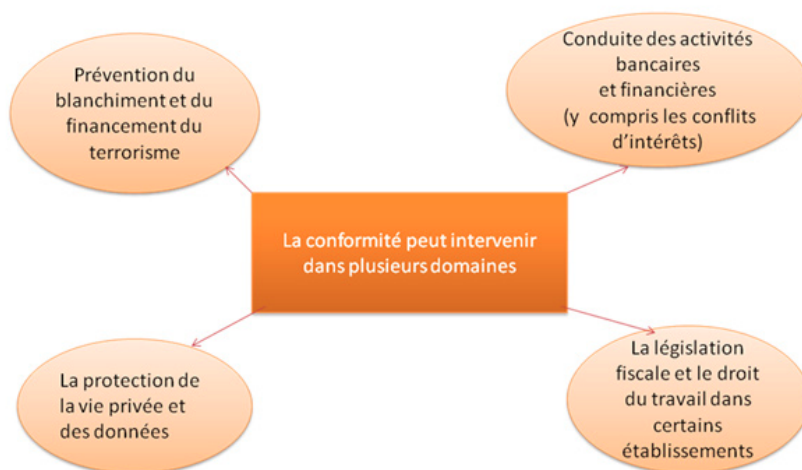 Prévention du
blanchiment et du
financement du
terrorisme
Conduite des activités
bancaires
et financières
(y compris les conflits
d'intérêts)
La conformité peut intervenir
dans plusieurs domaines
La protection de
la vie privée et
des données
La législation
fiscale et le droit
du travail dans
certains
établissements